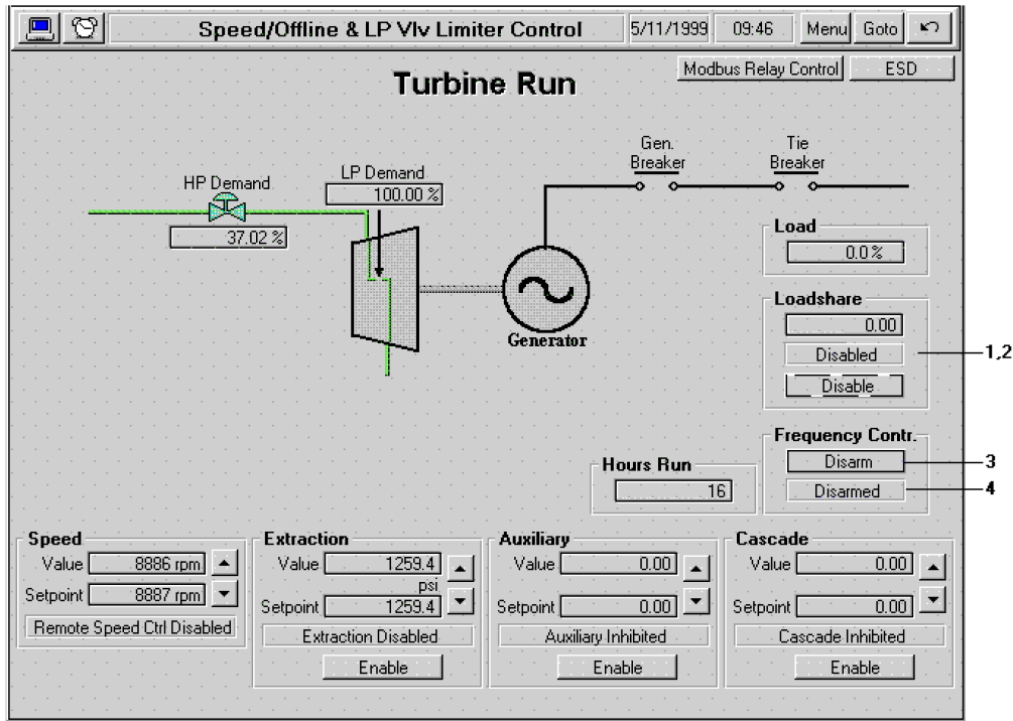 Speed/Offline & LP Vlv Limiter Control
5/11/1999
09:46
Menu
Goto
Modbus Relay Control
ESD
Turbine Run
Gen.
Breaker
Tie
Breaker
HP Demand
37.02 %
LP Demand
100.00 %
Generator
Load
0.0 %
Loadshare
0.00
Disabled
Disable
1,2
Frequency Contr.
Disarm
3
Disarmed
4
Hours Run
16
Speed
Value 8886 rpm
Setpoint 8887 rpm
Remote Speed Ctrl Disabled
Extraction
Value 1259.4
psi
Setpoint 1259.4
Extraction Disabled
Enable
Auxiliary
Value 0.00
Setpoint 0.00
Auxiliary Inhibited
Enable
Cascade
Value 0.00
Setpoint 0.00
Cascade Inhibited
Enable